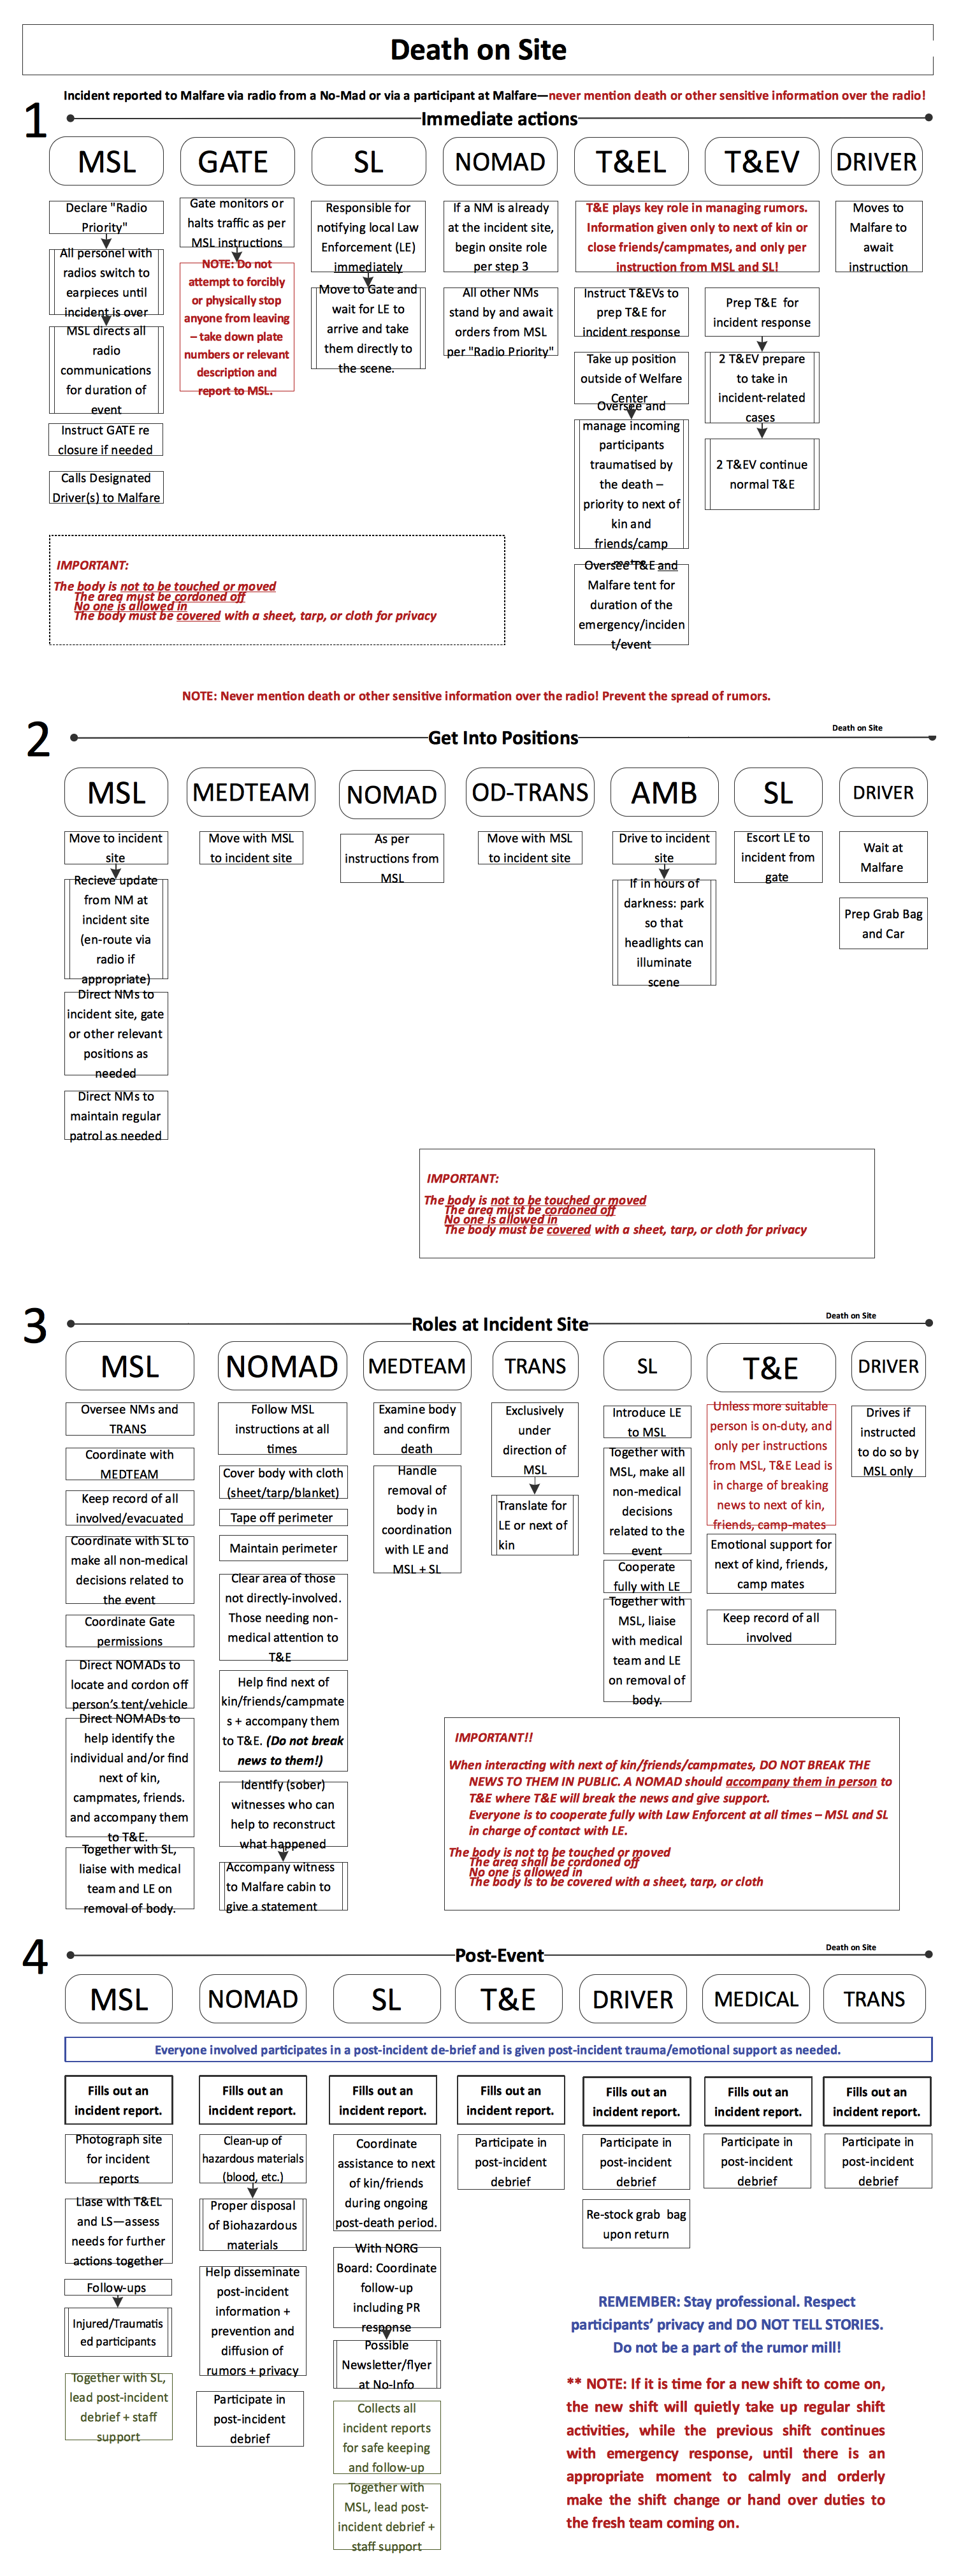 Death on Site
Incident reported to Malfare via radio from a No-Mad or via a participant at Malfare—never mention death or other sensitive information over the radio!
1
Immediate actions
MSL
Declare "Radio
Priority"
All personel with
radios switch to
earpieces until
incident is over
MSL directs all
radio
communications
for duration of
event
Instruct GATE re
closure if needed
Calls Designated
Driver(s) to Malfare
GATE
Gate monitors or
halts traffic as per
MSL instructions
NOTE: Do not
attempt to forcibly
or physically stop
anyone from leaving
– take down plate
numbers or relevant
description and
report to MSL.
SL
Responsible for
notifying local Law
Enforcement (LE)
immediately
Move to Gate and
wait for LE to
arrive and take
them directly to
the scene.
NOMAD
If a NM is already
at the incident site,
begin onsite role
per step 3
All other NMs
stand by and await
orders from MSL
per "Radio Priority"
T&EL
T&EV
T&E plays key role in managing rumors.
Information given only to next of kin or
close friends/campmates, and only per
instruction from MSL and SL!
Instruct T&EVs to
prep T&E for
incident response
Take up position
outside of Welfare
Center
Oversee and
manage incoming
participants
traumatised by
the death –
priority to next of
kin and
friends/camp
Oversee T&E and
Malfare tent for
duration of the
emergency/inciden
t/event
Prep T&E for
incident response
2 T&EV prepare
to take in
incident-related
cases
2 T&EV continue
normal T&E
DRIVER
Moves to
Malfare to
await
instruction
IMPORTANT:
The body is not to be touched or moved
The area must be cordoned off
No one is allowed in
The body must be covered with a sheet, tarp, or cloth for privacy
NOTE: Never mention death or other sensitive information over the radio! Prevent the spread of rumors.
Death on Site
2
Get Into Positions
MSL
Move to incident
site
Recieve update
from NM at
incident site
(en-route via
radio if
appropriate)
Direct NMs to
incident site, gate
or other relevant
positions as
needed
Direct NMs to
maintain regular
patrol as needed
MEDTEAM
Move with MSL
to incident site
NOMAD
As per
instructions from
MSL
OD-TRANS
Move with MSL
to incident site
AMB
Drive to incident
site
If in hours of
darkness: park
so that
headlights can
illuminate
scene
SL
Escort LE to
incident from
gate
DRIVER
Wait at
Malfare
Prep Grab Bag
and Car
IMPORTANT:
The body is not to be touched or moved
The area must be cordoned off
No one is allowed in
The body must be covered with a sheet, tarp, or cloth for privacy
Death on Site
3
Roles at Incident Site
MSL
Oversee NMs and
TRANS
Coordinate with
MEDTEAM
Keep record of all
involved/evacuated
Coordinate with SL to
make all non-medical
decisions related to
the event
Coordinate Gate
permissions
Direct NOMADs to
locate and cordon off
person's tent/vehicle
Direct NOMADs to
help identify the
individual and/or find
next of kin,
campmates, friends.
and accompany them
to T&E.
Together with SL,
liaise with medical
team and LE on
removal of body.
NOMAD
Follow MSL
instructions at all
times
Cover body with cloth
(sheet/tarp/blanket)
Tape off perimeter
Maintain perimeter
Clear area of those
not directly-involved.
Those needing non-
medical attention to
T&E
Help find next of
kin/friends/campmate
s + accompany them
to T&E. (Do not break
news to them!)
Identify (sober)
witnesses who can
help to reconstruct
what happened
Accompany witness
to Malfare cabin to
give a statement
MEDTEAM
Examine body
and confirm
death
Handle
removal of
body in
coordination
with LE and
MSL + SL
TRANS
Exclusively
under
direction of
MSL
Translate for
LE or next of
kin
SL
Introduce LE
to MSL
Together with
MSL, make all
non-medical
decisions
related to the
event
Cooperate
fully with LE
Together with
MSL, liaise
with medical
team and LE
on removal of
body.
T&E
Unless more suitable
person is on-duty, and
only per instructions
from MSL, T&E Lead is
in charge of breaking
news to next of kin,
friends, camp-mates
Emotional support for
next of kind, friends,
camp mates
Keep record of all
involved
DRIVER
Drives if
instructed
to do so by
MSL only
IMPORTANT!!
When interacting with next of kin/friends/campmates, DO NOT BREAK THE
NEWS TO THEM IN PUBLIC. A NOMAD should accompany them in person to
T&E where T&E will break the news and give support.
Everyone is to cooperate fully with Law Enforcent at all times – MSL and SL
in charge of contact with LE.
The body is not to be touched or moved
The area shall be cordoned off
No one is allowed in
The body is to be covered with a sheet, tarp, or cloth
Death on Site
4
Post-Event
MSL
NOMAD
SL
T&E
DRIVER
MEDICAL
TRANS
Everyone involved participates in a post-incident de-brief and is given post-incident trauma/emotional support as needed.
Fills out an
incident report.
Photograph site
for incident
reports
Liase with T&EL
and LS—assess
needs for further
actions together
Follow-ups
Injured/Traumatis
ed participants
Together with SL,
lead post-incident
debrief + staff
support
Fills out an
incident report.
Clean-up of
hazardous materials
(blood, etc.)
Proper disposal
of Biohazardous
materials
Help disseminate
post-incident
information +
prevention and
diffusion of
rumors + privacy
Participate in
post-incident
debrief
Fills out an
incident report.
Coordinate
assistance to next
of kin/friends
during ongoing
post-death period.
With NORG
Board: Coordinate
follow-up
including PR
response
Possible
Newsletter/flyer
at No-Info
Collects all
incident reports
for safe keeping
and follow-up
Together with
MSL, lead post-
incident debrief +
staff support
Fills out an
incident report.
Participate in
post-incident
debrief
Fills out an
incident report.
Participate in
post-incident
debrief
Re-stock grab bag
upon return
Fills out an
incident report.
Participate in
post-incident
debrief
Fills out an
incident report.
Participate in
post-incident
debrief
REMEMBER: Stay professional. Respect
participants' privacy and DO NOT TELL STORIES.
Do not be a part of the rumor mill!
** NOTE: If it is time for a new shift to come on,
the new shift will quietly take up regular shift
activities, while the previous shift continues
with emergency response, until there is an
appropriate moment to calmly and orderly
make the shift change or hand over duties to
the fresh team coming on.